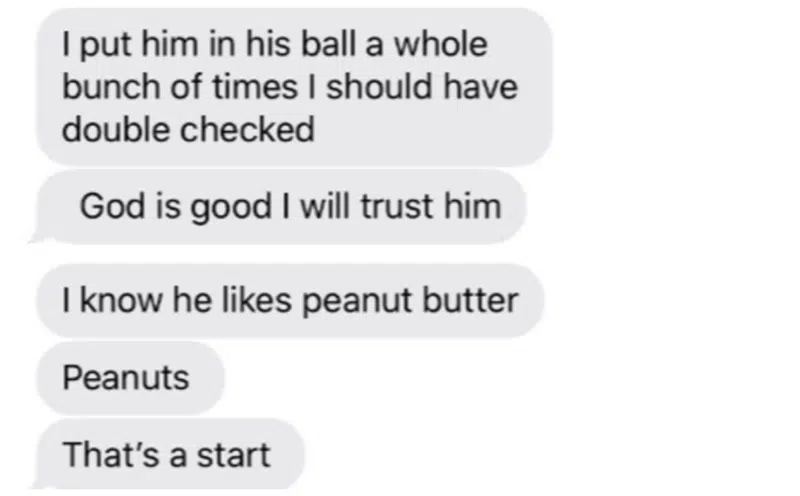 I put him in his ball a whole
bunch of times I should have
double checked
God is good I will trust him
I know he likes peanut butter
Peanuts
That's a start